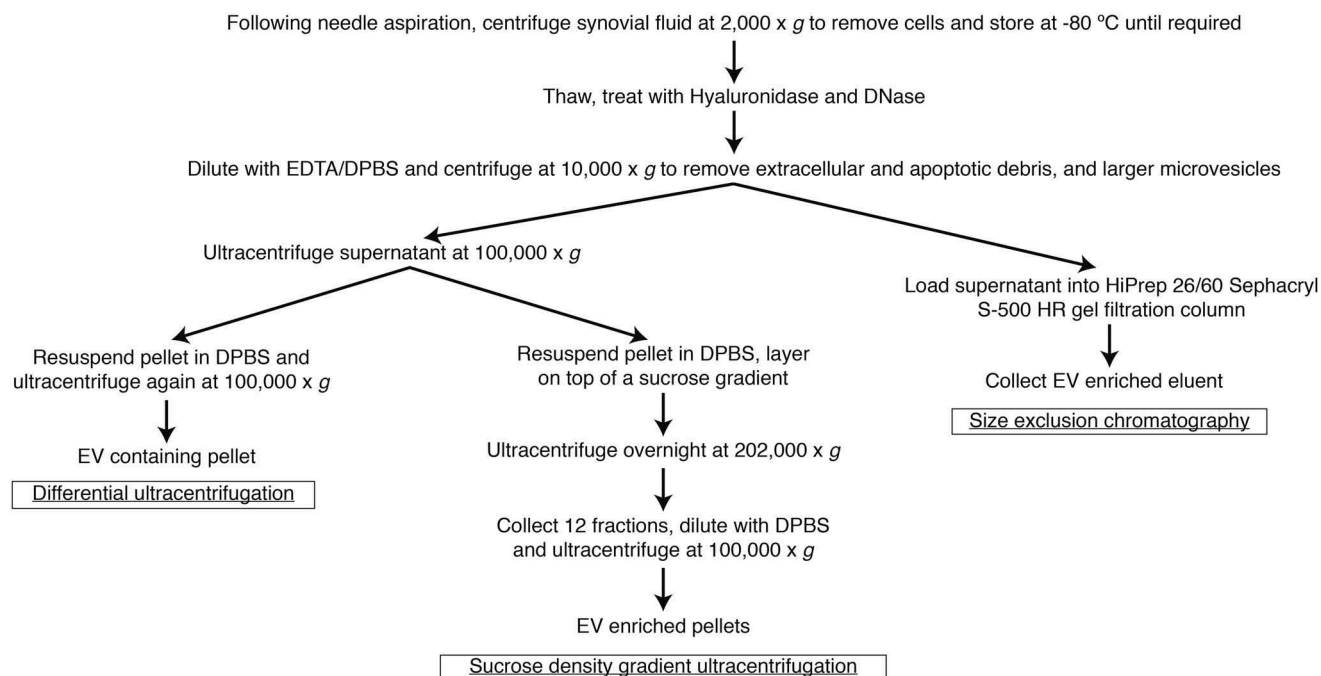 Following needle aspiration, centrifuge synovial fluid at 2,000 x g to remove cells and store at -80 ºC until required
Thaw, treat with Hyaluronidase and DNase
Dilute with EDTA/DPBS and centrifuge at 10,000 x g to remove extracellular and apoptotic debris, and larger microvesicles
Ultracentrifuge supernatant at 100,000 x g
Resuspend pellet in DPBS and
ultracentrifuge again at 100,000 x g
EV containing pellet
Differential ultracentrifugation
Resuspend pellet in DPBS, layer
on top of a sucrose gradient
Ultracentrifuge overnight at 202,000 x g
Collect 12 fractions, dilute with DPBS
and ultracentrifuge at 100,000 x g
EV enriched pellets
Sucrose density gradient ultracentrifugation
Load supernatant into HiPrep 26/60 Sephacryl
S-500 HR gel filtration column
Collect EV enriched eluent
Size exclusion chromatography